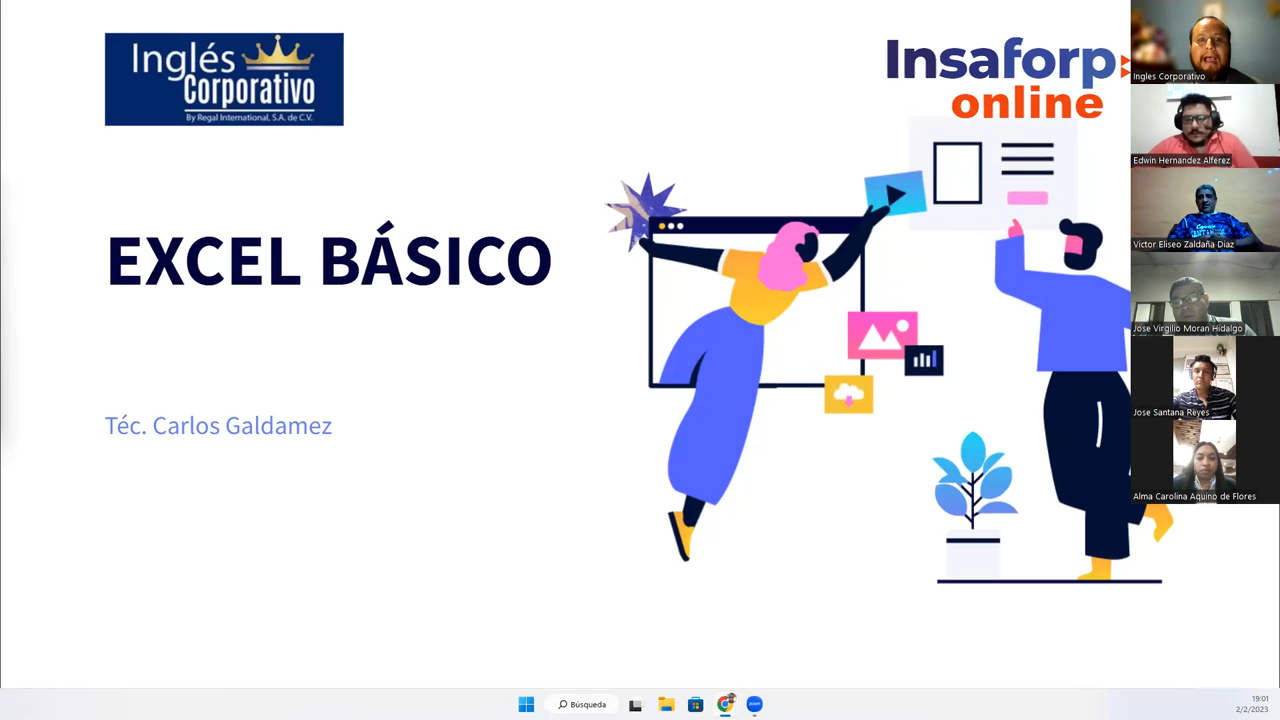 Inglés
Corporativo
By Regal International, S.A. de C.V.
Insaforp
online
EXCEL BÁSICO
Téc. Carlos Galdamez
Ingles Corporativo
Edwin Hernandez Alferez
Victor Eliseo Zaldaña Diaz
Jose Virgilio Moran Hidalgo
Jose Santana Reyes
Alma Carolina Aquino de Flores
Búsqueda
zoom
19:01
2/2/2023